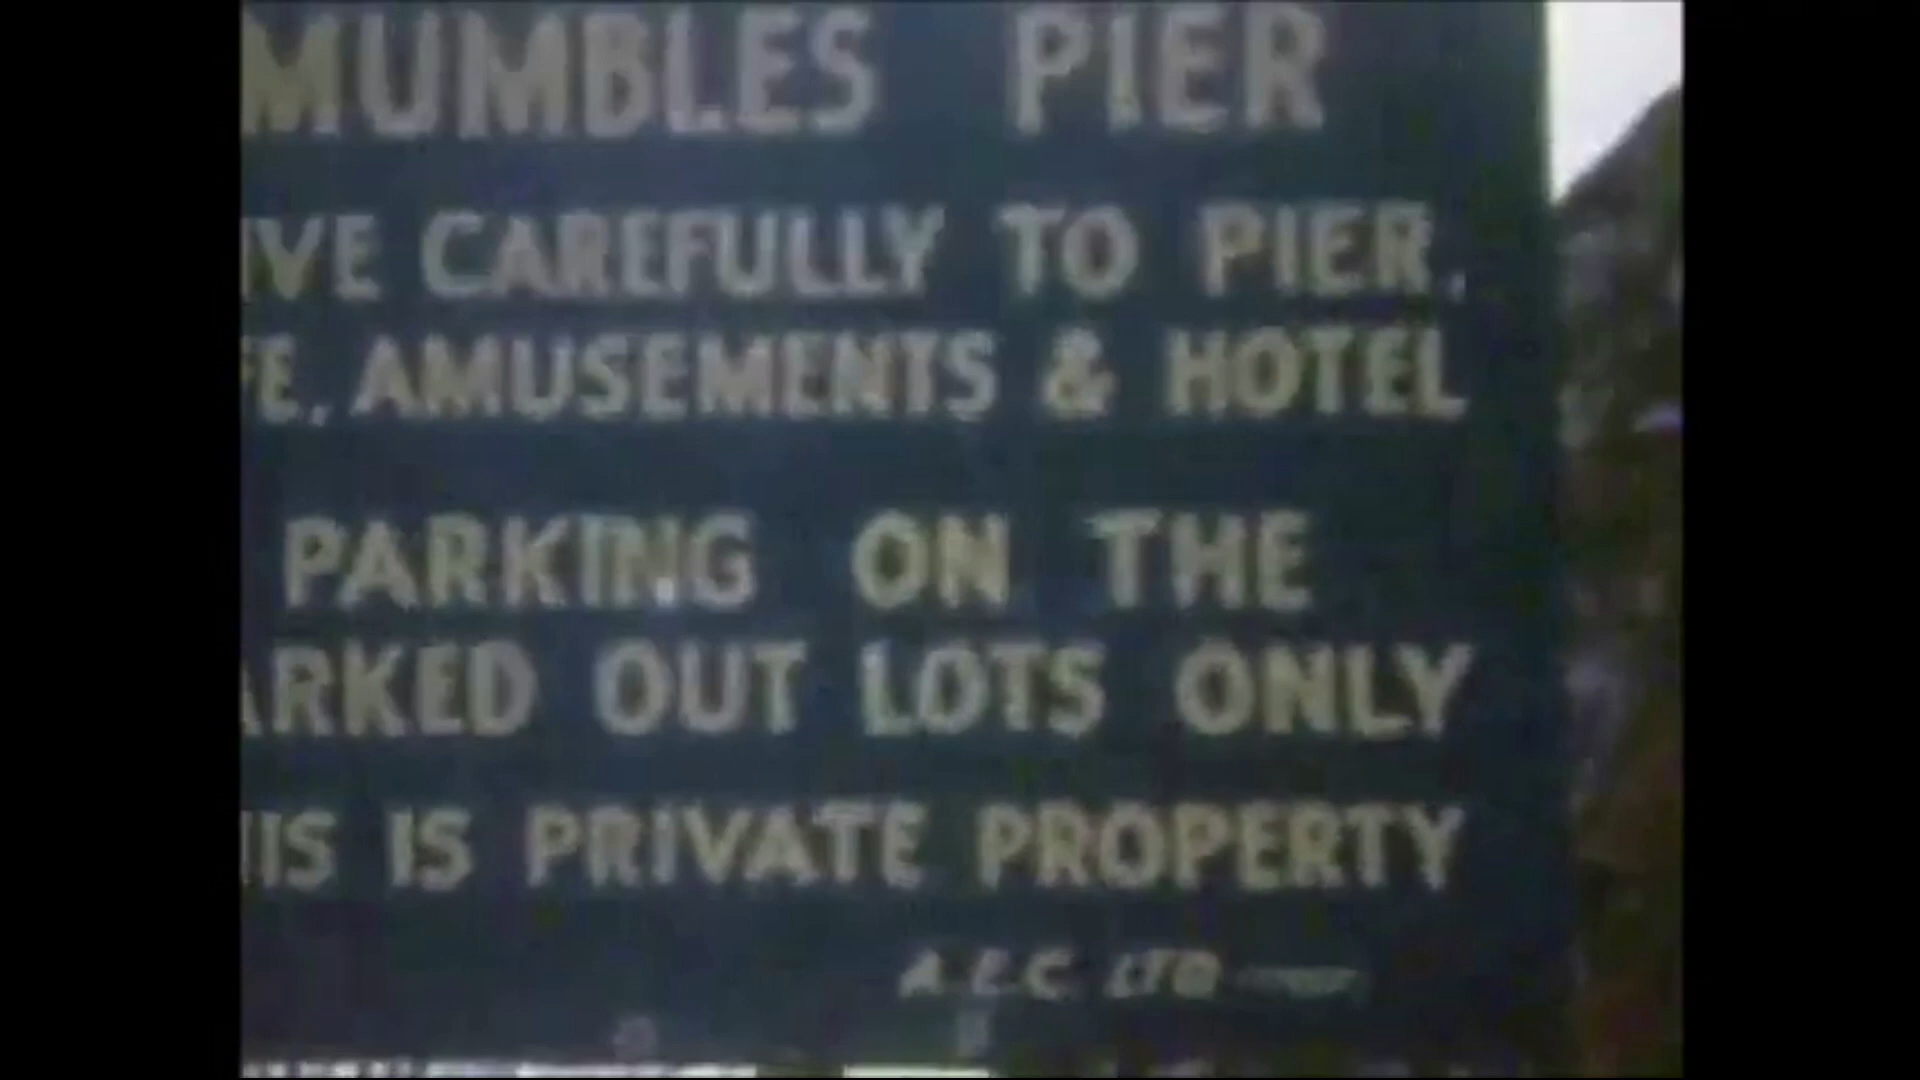 MUMBLES PIER
IVE CAREFULLY TO PIER,
FE, AMUSEMENTS & HOTEL
PARKING ON THE
ARKED OUT LOTS ONLY
HIS IS PRIVATE PROPERTY
LTD